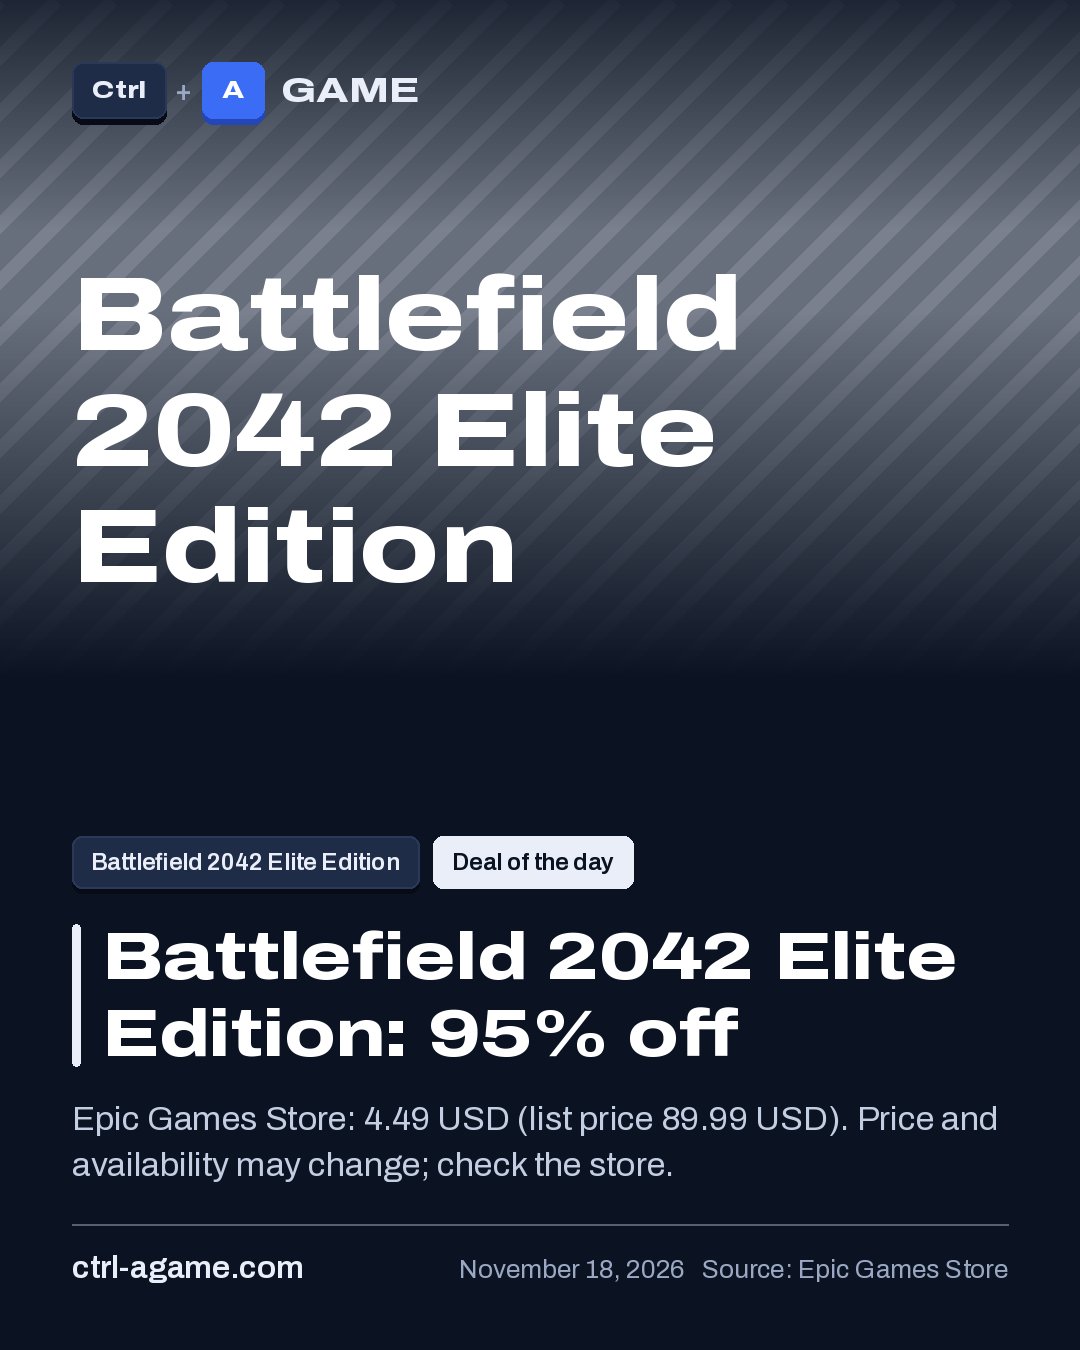 Ctrl + A GAME
Battlefield
2042 Elite
Edition
Battlefield 2042 Elite Edition
Deal of the day
Battlefield 2042 Elite
Edition: 95% off
Epic Games Store: 4.49 USD (list price 89.99 USD). Price and
availability may change; check the store.
ctrl-agame.com
November 18, 2026 Source: Epic Games Store